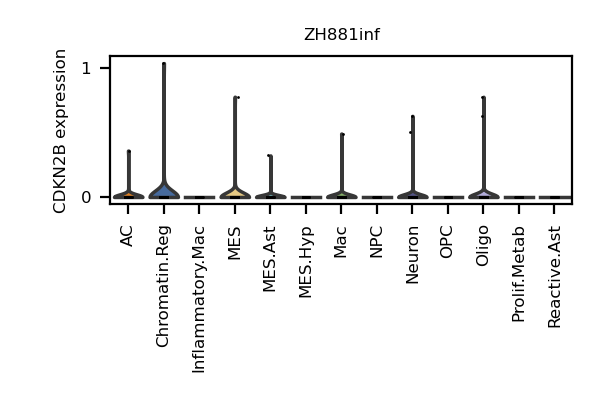 ZH881inf
CDKN2B expression
1
0
AC
Chromatin.Reg
Inflammatory.Mac
MES
MES.Ast
MES.Hyp
Mac
NPC
Neuron
OPC
Oligo
Prolif.Metab
Reactive.Ast